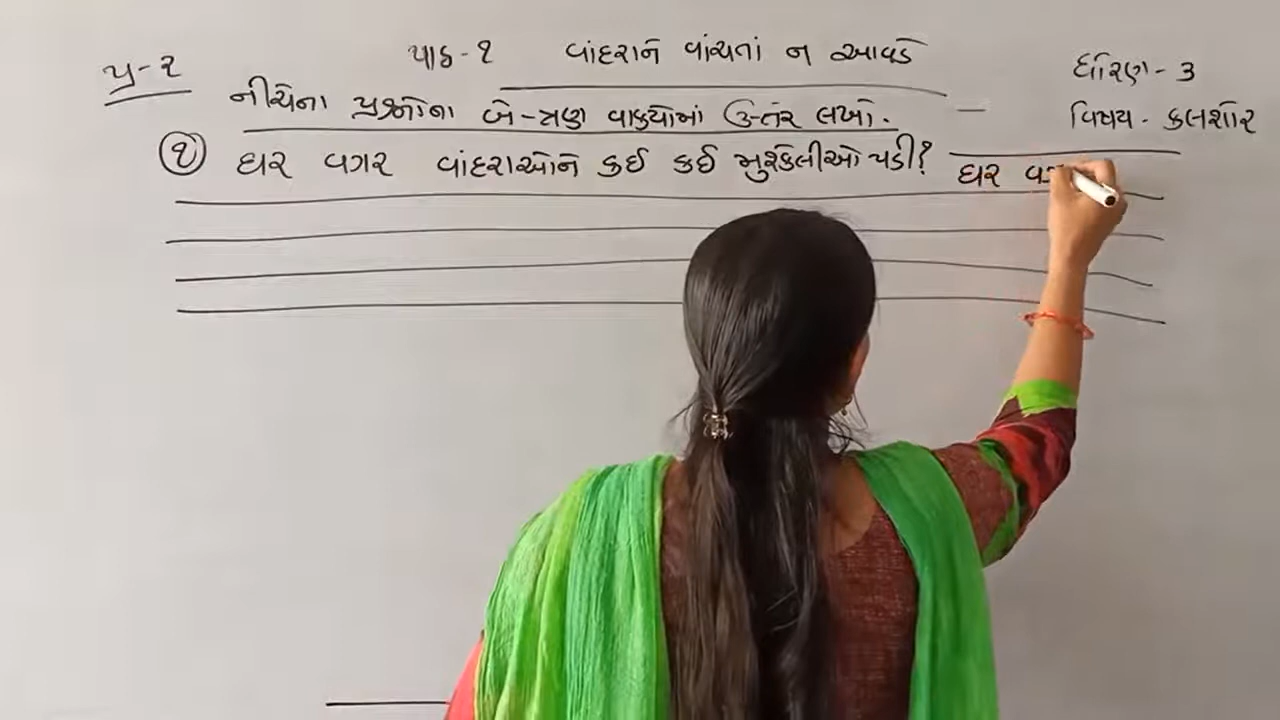 પાઠ - ૧ વાંદરાને વાંચતાં ન આવડે
ધોરણ - ૩
પ્ર - ૨
નીચેના પ્રશ્નોના બે-ત્રણ વાક્યોમાં ઉત્તર લખો. —
વિષય - કલશોર
૧ ઘર વગર વાંદરાઓને કઈ કઈ મુશ્કેલીઓ પડી?
ઘર